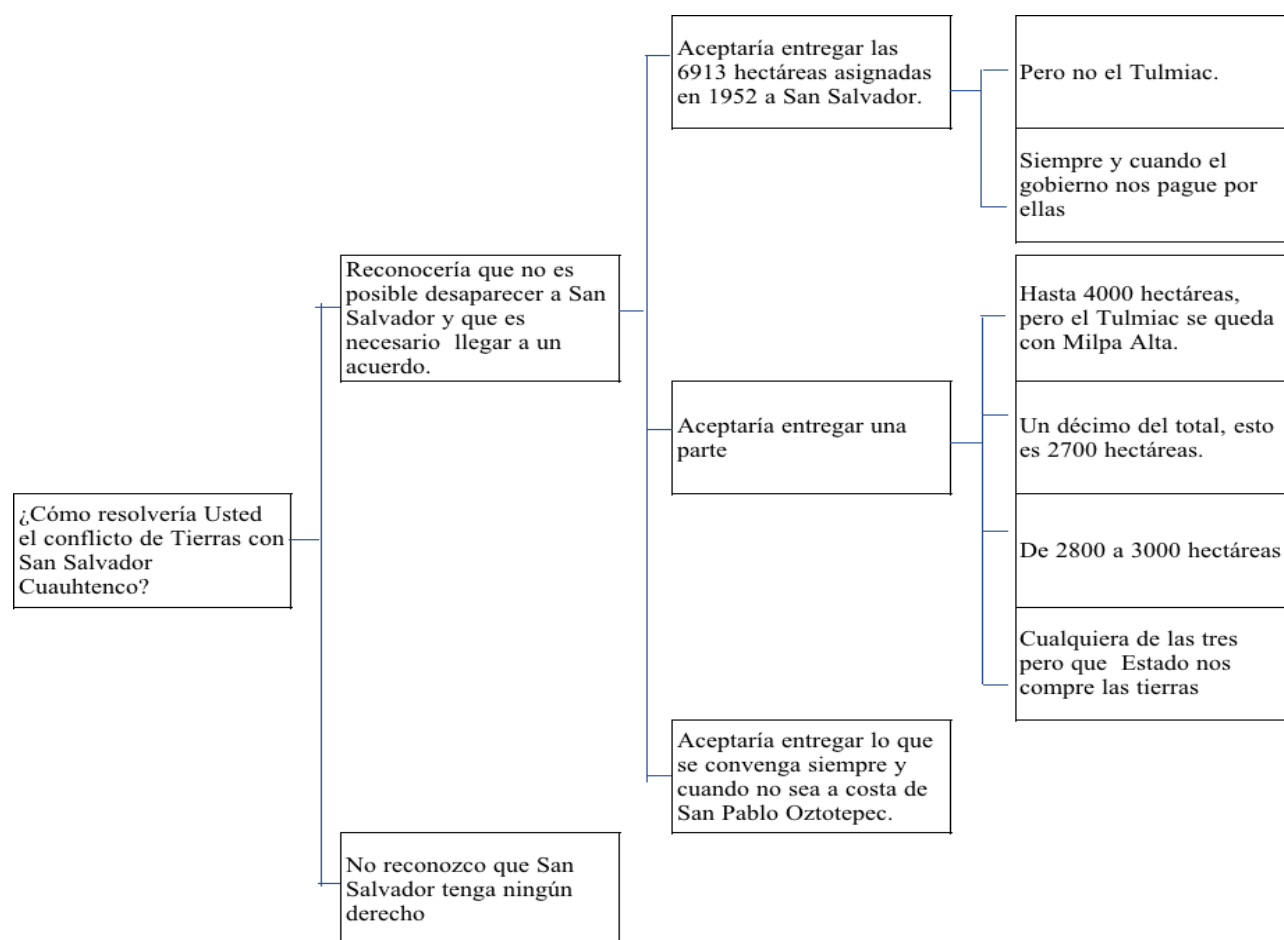 ¿Cómo resolvería Usted
el conflicto de Tierras con
San Salvador
Cuauhtenco?
Reconocería que no es
posible desaparecer a San
Salvador y que es
necesario llegar a un
acuerdo.
Aceptaría entregar las
6913 hectáreas asignadas
en 1952 a San Salvador.
Pero no el Tulmiac.
Siempre y cuando el
gobierno nos pague por
ellas
Aceptaría entregar una
parte
Hasta 4000 hectáreas,
pero el Tulmiac se queda
con Milpa Alta.
Un décimo del total, esto
es 2700 hectáreas.
De 2800 a 3000 hectáreas
Cualquiera de las tres
pero que Estado nos
compre las tierras
Aceptaría entregar lo que
se convenga siempre y
cuando no sea a costa de
San Pablo Oztotepec.
No reconozco que San
Salvador tenga ningún
derecho